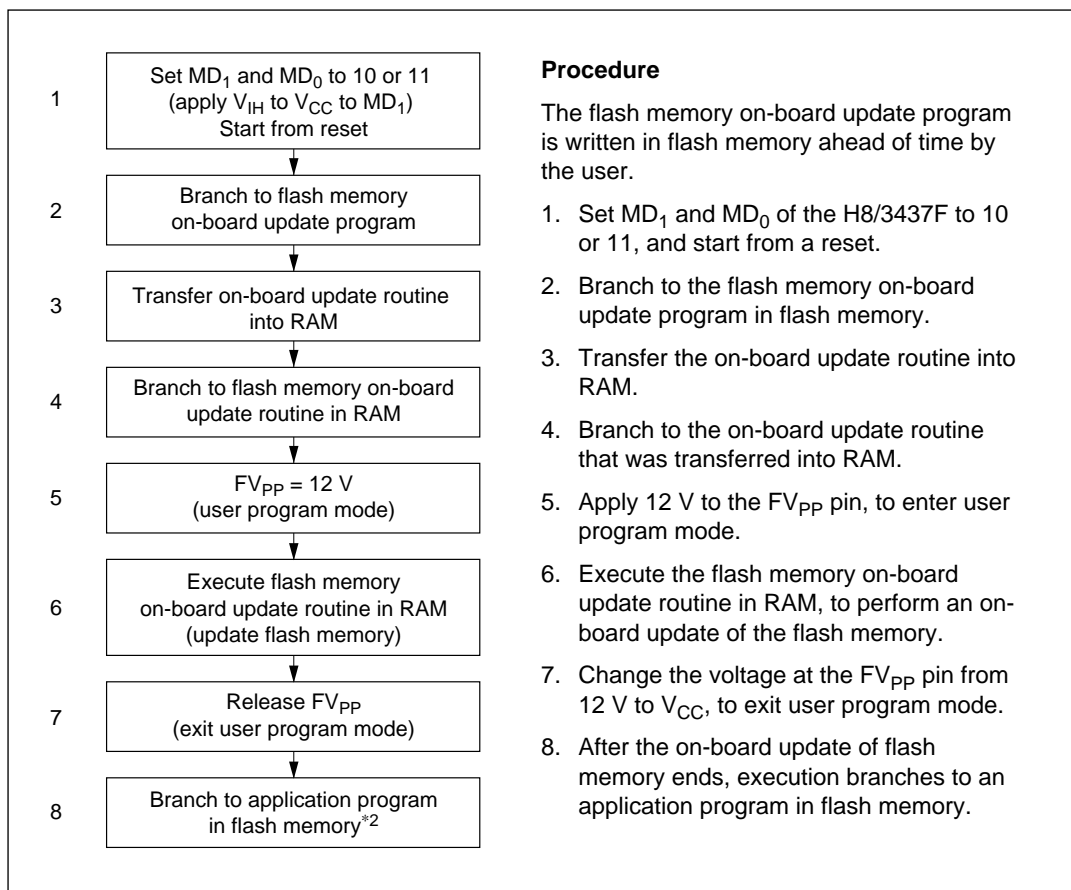 1
Set MD1 and MD0 to 10 or 11
(apply VIH to VCC to MD1)
Start from reset
2
Branch to flash memory
on-board update program
3
Transfer on-board update routine
into RAM
4
Branch to flash memory on-board
update routine in RAM
5
FVPP = 12 V
(user program mode)
6
Execute flash memory
on-board update routine in RAM
(update flash memory)
7
Release FVPP
(exit user program mode)
8
Branch to application program
in flash memory*2
Procedure
The flash memory on-board update program
is written in flash memory ahead of time by
the user.
1. Set MD1 and MD0 of the H8/3437F to 10
or 11, and start from a reset.
2. Branch to the flash memory on-board
update program in flash memory.
3. Transfer the on-board update routine into
RAM.
4. Branch to the on-board update routine
that was transferred into RAM.
5. Apply 12 V to the FVPP pin, to enter user
program mode.
6. Execute the flash memory on-board
update routine in RAM, to perform an on-
board update of the flash memory.
7. Change the voltage at the FVPP pin from
12 V to VCC, to exit user program mode.
8. After the on-board update of flash
memory ends, execution branches to an
application program in flash memory.